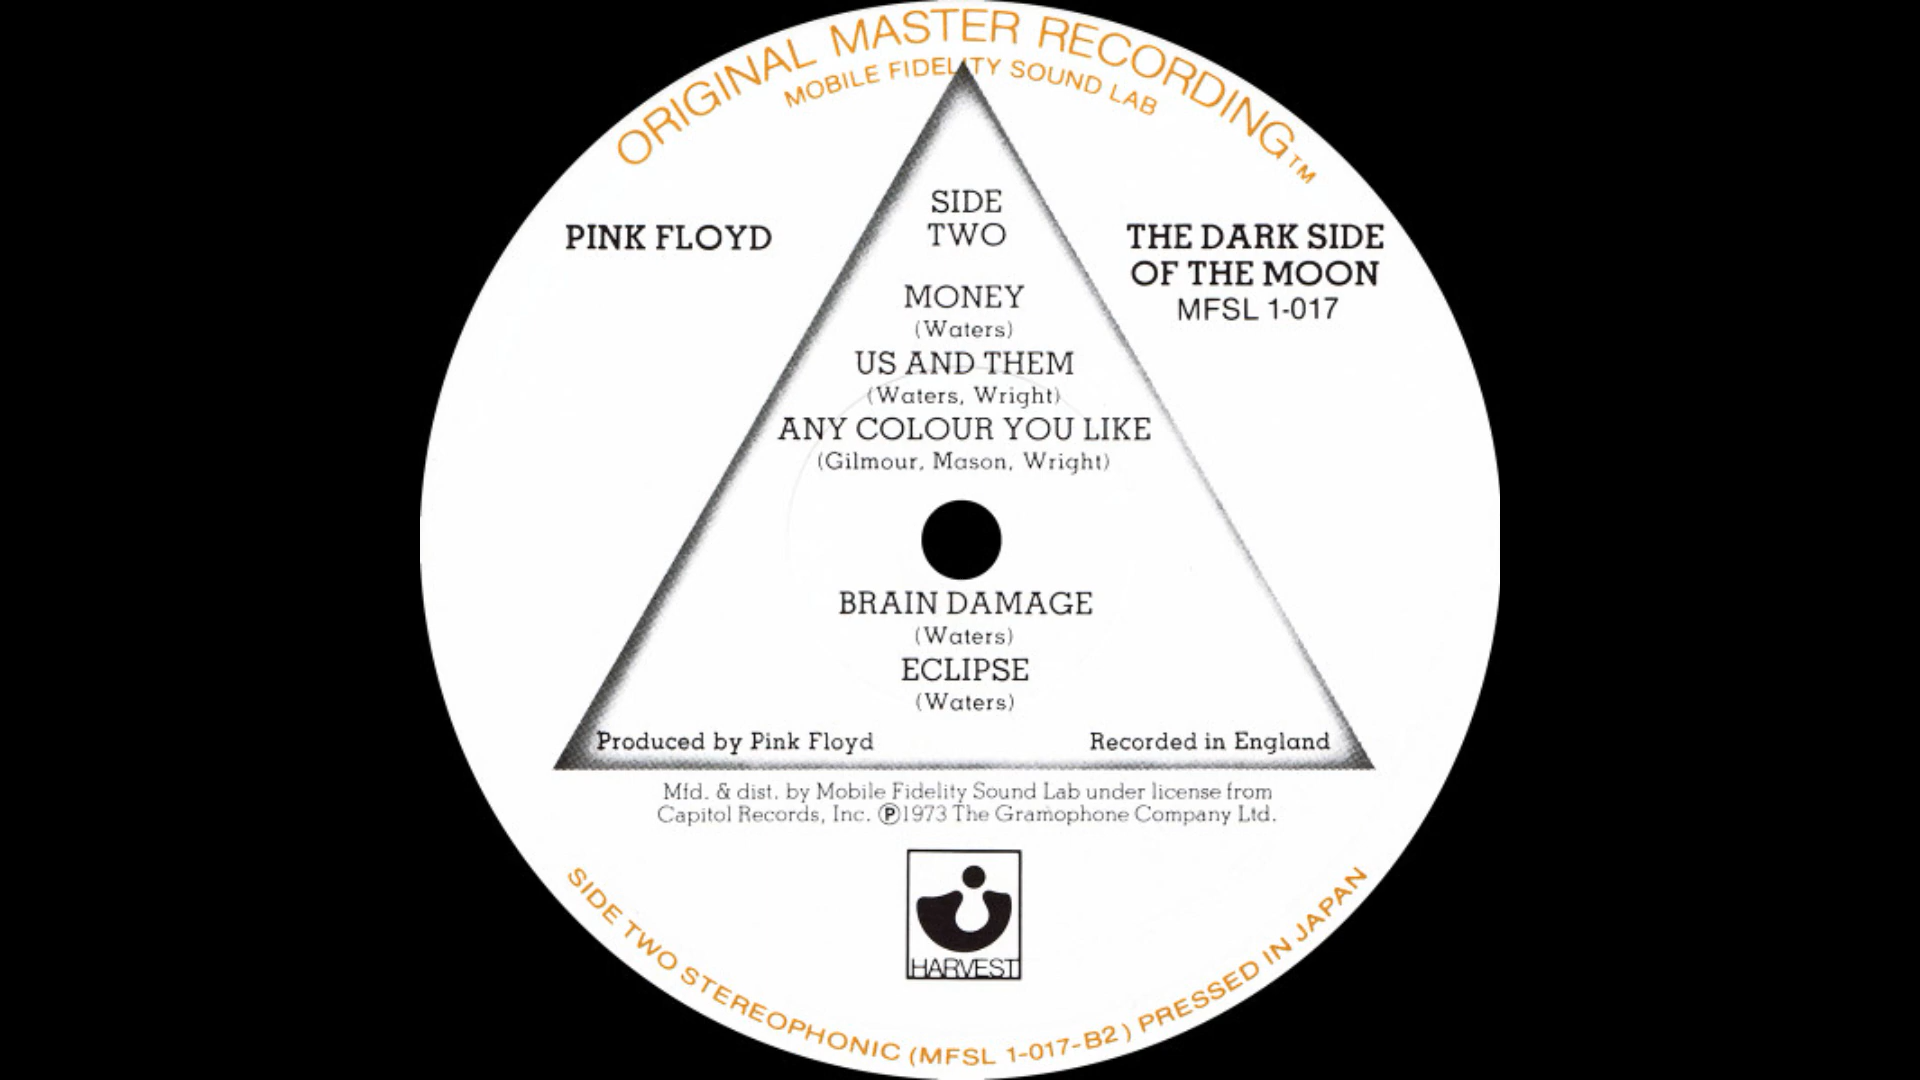 ORIGINAL MASTER RECORDING™
MOBILE FIDELITY SOUND LAB
PINK FLOYD
THE DARK SIDE
OF THE MOON
MFSL 1-017
SIDE
TWO
MONEY
(Waters)
US AND THEM
(Waters, Wright)
ANY COLOUR YOU LIKE
(Gilmour, Mason, Wright)
BRAIN DAMAGE
(Waters)
ECLIPSE
(Waters)
Produced by Pink Floyd
Recorded in England
Mfd. & dist. by Mobile Fidelity Sound Lab under license from
Capitol Records, Inc. ℗1973 The Gramophone Company Ltd.
HARVEST
SIDE TWO STEREOPHONIC (MFSL 1-017-B2) PRESSED IN JAPAN